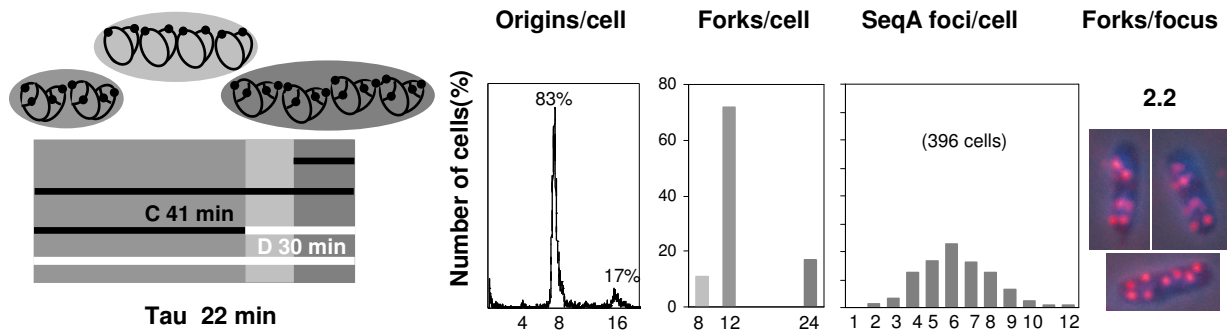 Origins/cell
Forks/cell
SeqA foci/cell
Forks/focus
C 41 min
D 30 min
Tau 22 min
Number of cells(%)
83%
17%
4 8 16
80
60
40
20
0
8 12 24
(396 cells)
1 2 3 4 5 6 7 8 9 10 12
2.2